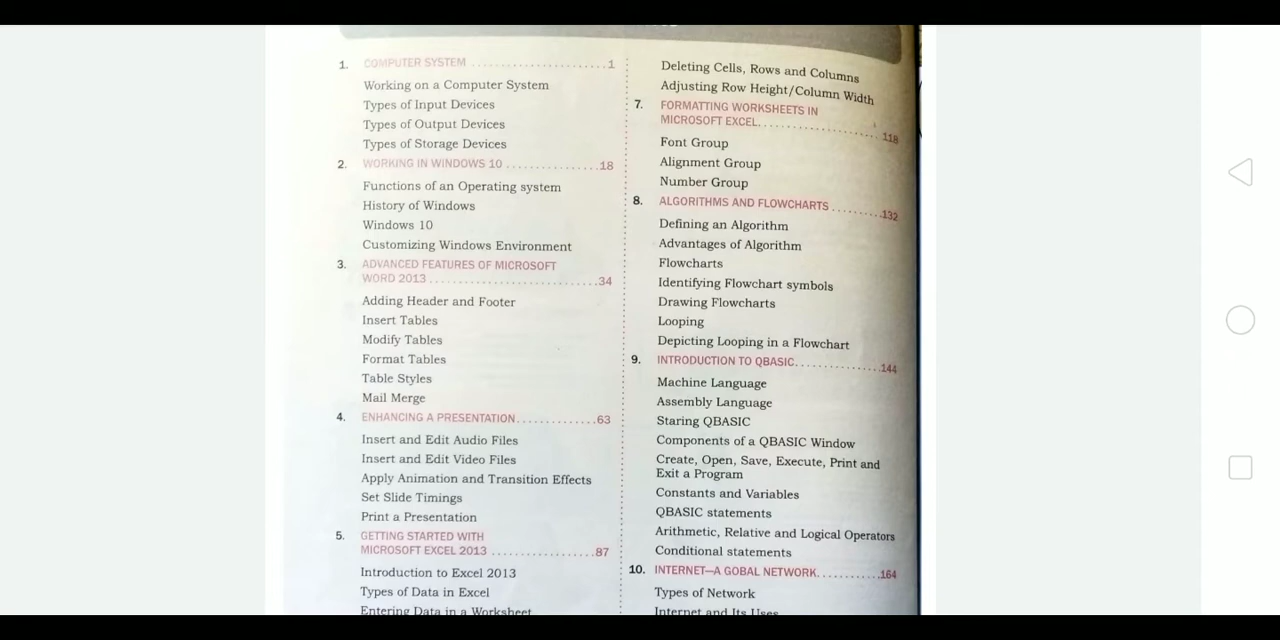 1. COMPUTER SYSTEM ..........................1
Working on a Computer System
Types of Input Devices
Types of Output Devices
Types of Storage Devices
2. WORKING IN WINDOWS 10 ..................18
Functions of an Operating system
History of Windows
Windows 10
Customizing Windows Environment
3. ADVANCED FEATURES OF MICROSOFT
WORD 2013 ................................34
Adding Header and Footer
Insert Tables
Modify Tables
Format Tables
Table Styles
Mail Merge
4. ENHANCING A PRESENTATION...............63
Insert and Edit Audio Files
Insert and Edit Video Files
Apply Animation and Transition Effects
Set Slide Timings
Print a Presentation
5. GETTING STARTED WITH
MICROSOFT EXCEL 2013 ....................87
Introduction to Excel 2013
Types of Data in Excel
Entering Data in a Worksheet
Deleting Cells, Rows and Columns
Adjusting Row Height/Column Width
7. FORMATTING WORKSHEETS IN
MICROSOFT EXCEL.......................118
Font Group
Alignment Group
Number Group
8. ALGORITHMS AND FLOWCHARTS ..........132
Defining an Algorithm
Advantages of Algorithm
Flowcharts
Identifying Flowchart symbols
Drawing Flowcharts
Looping
Depicting Looping in a Flowchart
9. INTRODUCTION TO QBASIC................144
Machine Language
Assembly Language
Staring QBASIC
Components of a QBASIC Window
Create, Open, Save, Execute, Print and
Exit a Program
Constants and Variables
QBASIC statements
Arithmetic, Relative and Logical Operators
Conditional statements
10. INTERNET—A GOBAL NETWORK............164
Types of Network
Internet and Its Uses